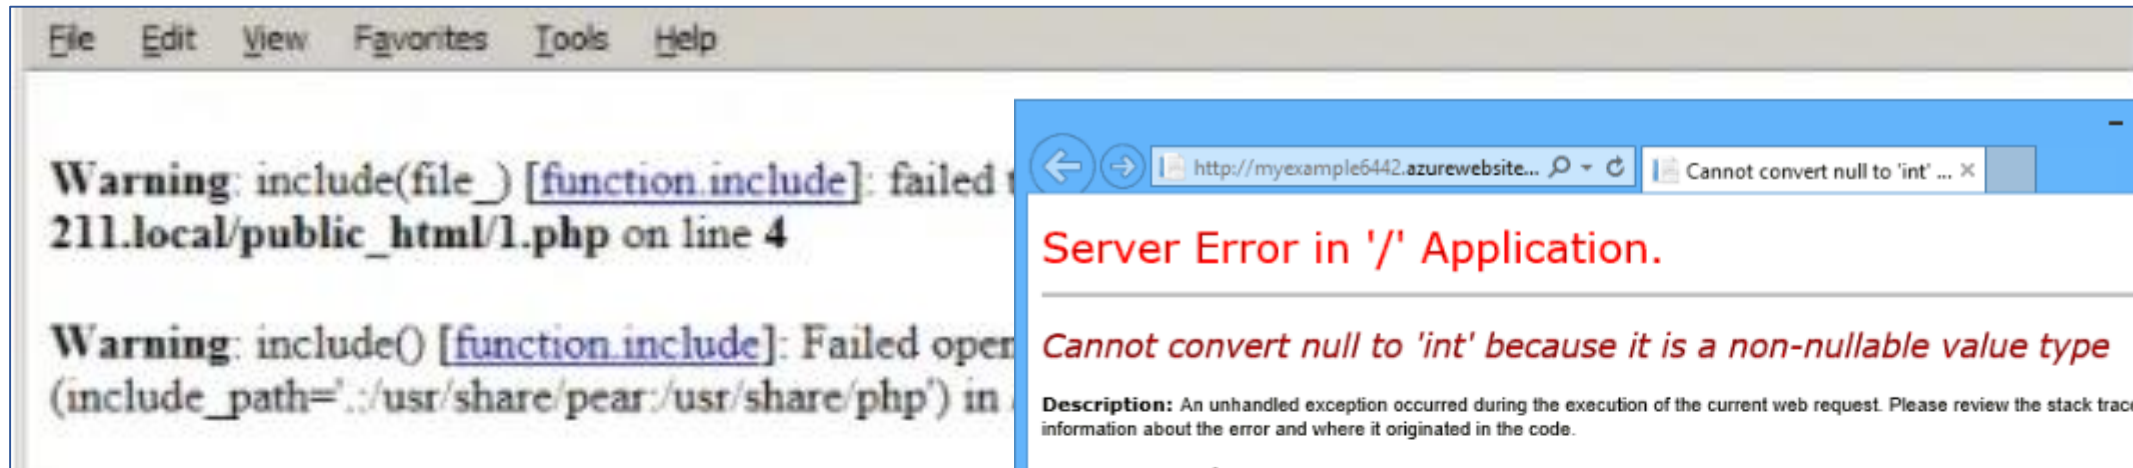 File Edit View Favorites Tools Help
Warning: include(file_) [function.include]: failed
211.local/public_html/1.php on line 4
Warning: include() [function.include]: Failed open
(include_path='.:/usr/share/pear:/usr/share/php') in
http://myexample6442.azurewebsite... Cannot convert null to 'int' ...
Server Error in '/' Application.
Cannot convert null to 'int' because it is a non-nullable value type
Description: An unhandled exception occurred during the execution of the current web request. Please review the stack trace
information about the error and where it originated in the code.